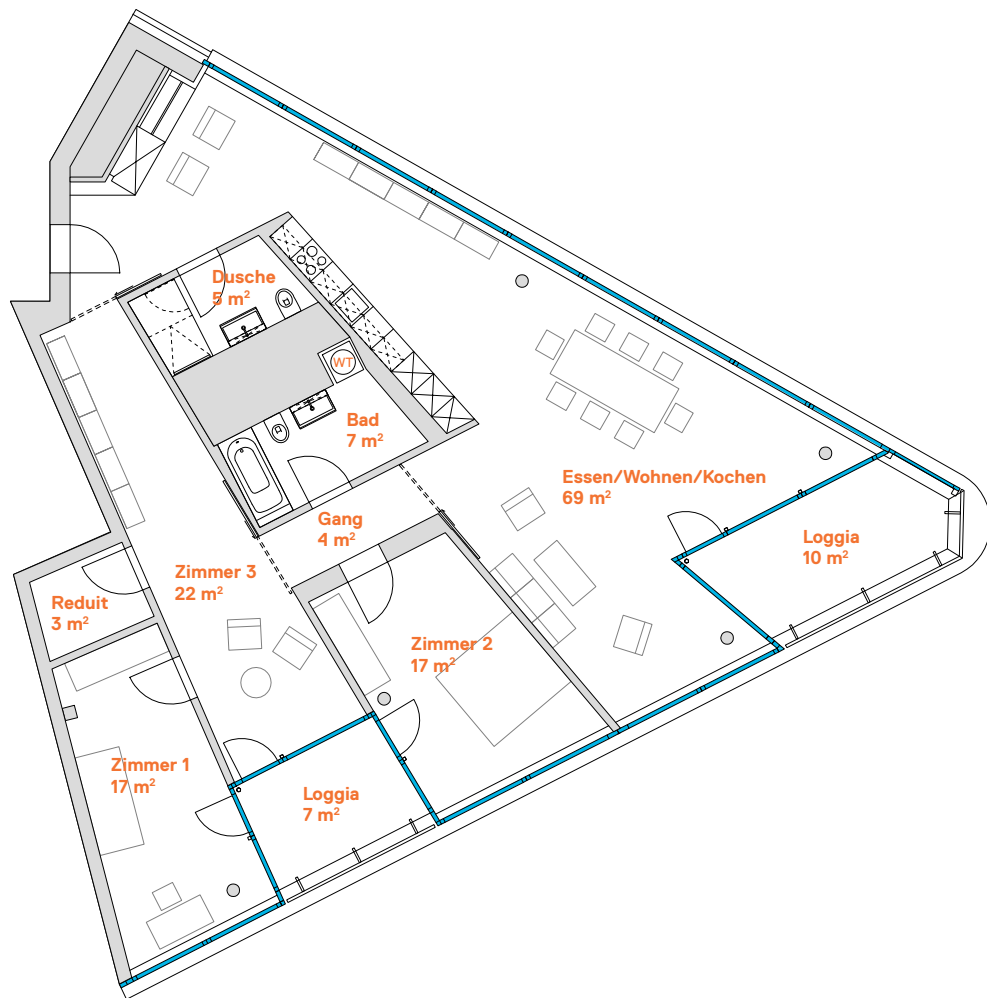 Dusche
5 m²
WT
Bad
7 m²
Essen/Wohnen/Kochen
69 m²
Gang
4 m²
Loggia
10 m²
Zimmer 3
22 m²
Reduit
3 m²
Zimmer 2
17 m²
Zimmer 1
17 m²
Loggia
7 m²